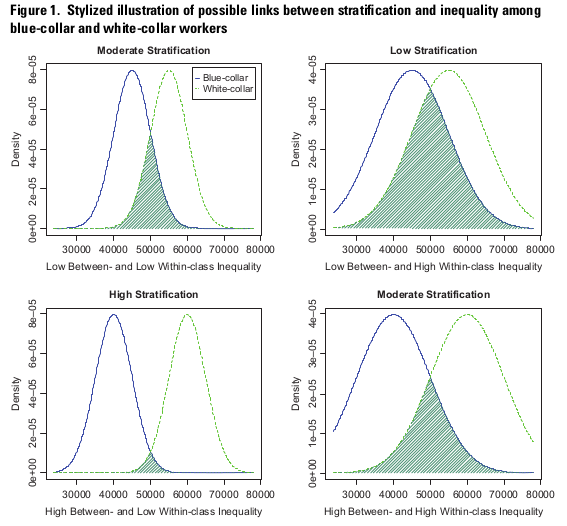 Figure 1. Stylized illustration of possible links between stratification and inequality among
blue-collar and white-collar workers
Moderate Stratification
Blue-collar
White-collar
Density
0e+00 2e-05 4e-05 6e-05 8e-05
30000 40000 50000 60000 70000 80000
Low Between- and Low Within-class Inequality
Low Stratification
Density
0e+00 1e-05 2e-05 3e-05 4e-05
30000 40000 50000 60000 70000 80000
Low Between- and High Within-class Inequality
High Stratification
Density
0e+00 2e-05 4e-05 6e-05 8e-05
30000 40000 50000 60000 70000 80000
High Between- and Low Within-class Inequality
Moderate Stratification
Density
0e+00 1e-05 2e-05 3e-05 4e-05
30000 40000 50000 60000 70000 80000
High Between- and High Within-class Inequality